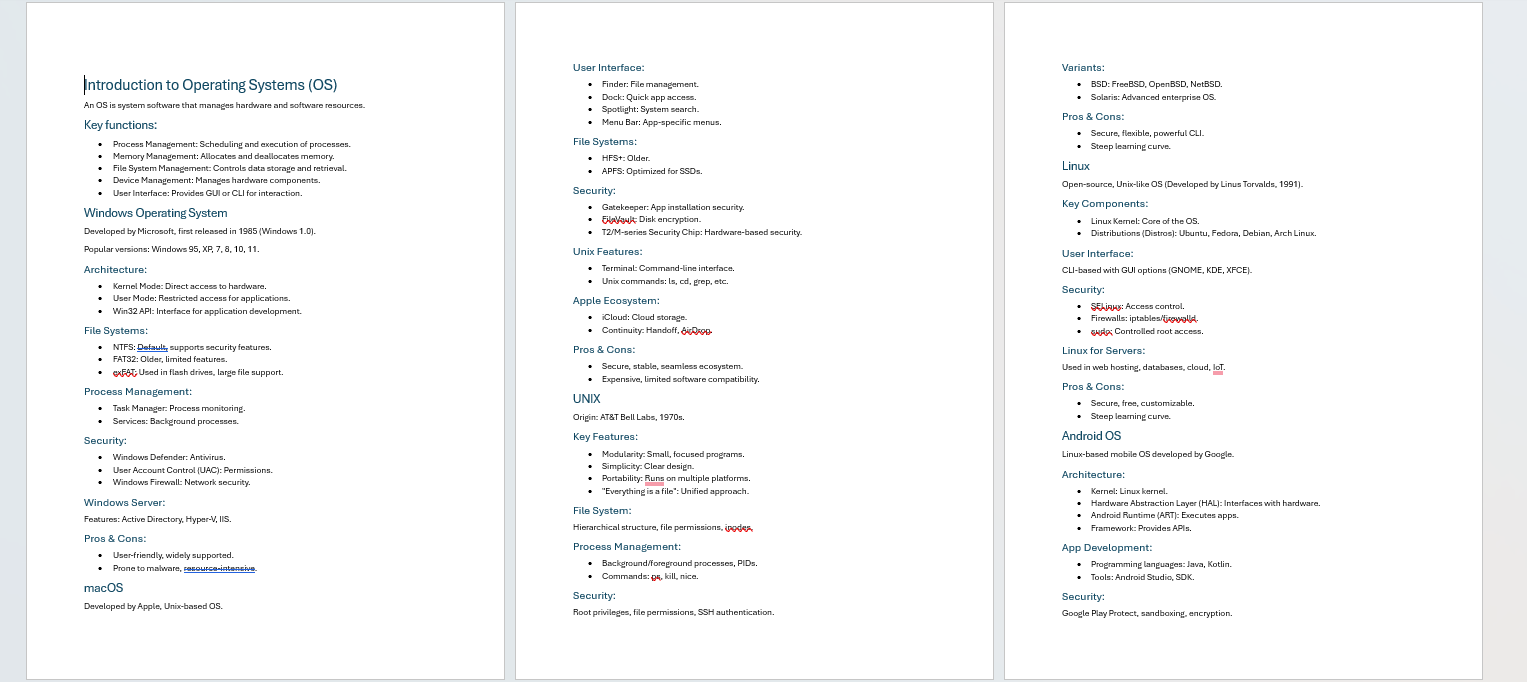 Introduction to Operating Systems (OS)
An OS is system software that manages hardware and software resources.
Key functions:
• Process Management: Scheduling and execution of processes.
• Memory Management: Allocates and deallocates memory.
• File System Management: Controls data storage and retrieval.
• Device Management: Manages hardware components.
• User Interface: Provides GUI or CLI for interaction.
Windows Operating System
Developed by Microsoft, first released in 1985 (Windows 1.0).
Popular versions: Windows 95, XP, 7, 8, 10, 11.
Architecture:
• Kernel Mode: Direct access to hardware.
• User Mode: Restricted access for applications.
• Win32 API: Interface for application development.
File Systems:
• NTFS: Default, supports security features.
• FAT32: Older, limited features.
• exFAT: Used in flash drives, large file support.
Process Management:
• Task Manager: Process monitoring.
• Services: Background processes.
Security:
• Windows Defender: Antivirus.
• User Account Control (UAC): Permissions.
• Windows Firewall: Network security.
Windows Server:
Features: Active Directory, Hyper-V, IIS.
Pros & Cons:
• User-friendly, widely supported.
• Prone to malware, resource-intensive.
macOS
Developed by Apple, Unix-based OS.
User Interface:
• Finder: File management.
• Dock: Quick app access.
• Spotlight: System search.
• Menu Bar: App-specific menus.
File Systems:
• HFS+: Older.
• APFS: Optimized for SSDs.
Security:
• Gatekeeper: App installation security.
• FileVault: Disk encryption.
• T2/M-series Security Chip: Hardware-based security.
Unix Features:
• Terminal: Command-line interface.
• Unix commands: ls, cd, grep, etc.
Apple Ecosystem:
• iCloud: Cloud storage.
• Continuity: Handoff, AirDrop.
Pros & Cons:
• Secure, stable, seamless ecosystem.
• Expensive, limited software compatibility.
UNIX
Origin: AT&T Bell Labs, 1970s.
Key Features:
• Modularity: Small, focused programs.
• Simplicity: Clear design.
• Portability: Runs on multiple platforms.
• "Everything is a file": Unified approach.
File System:
Hierarchical structure, file permissions, inodes.
Process Management:
• Background/foreground processes, PIDs.
• Commands: ps, kill, nice.
Security:
Root privileges, file permissions, SSH authentication.
Variants:
• BSD: FreeBSD, OpenBSD, NetBSD.
• Solaris: Advanced enterprise OS.
Pros & Cons:
• Secure, flexible, powerful CLI.
• Steep learning curve.
Linux
Open-source, Unix-like OS (Developed by Linus Torvalds, 1991).
Key Components:
• Linux Kernel: Core of the OS.
• Distributions (Distros): Ubuntu, Fedora, Debian, Arch Linux.
User Interface:
CLI-based with GUI options (GNOME, KDE, XFCE).
Security:
• SELinux: Access control.
• Firewalls: iptables/firewalld.
• sudo: Controlled root access.
Linux for Servers:
Used in web hosting, databases, cloud, IoT.
Pros & Cons:
• Secure, free, customizable.
• Steep learning curve.
Android OS
Linux-based mobile OS developed by Google.
Architecture:
• Kernel: Linux kernel.
• Hardware Abstraction Layer (HAL): Interfaces with hardware.
• Android Runtime (ART): Executes apps.
• Framework: Provides APIs.
App Development:
• Programming languages: Java, Kotlin.
• Tools: Android Studio, SDK.
Security:
Google Play Protect, sandboxing, encryption.